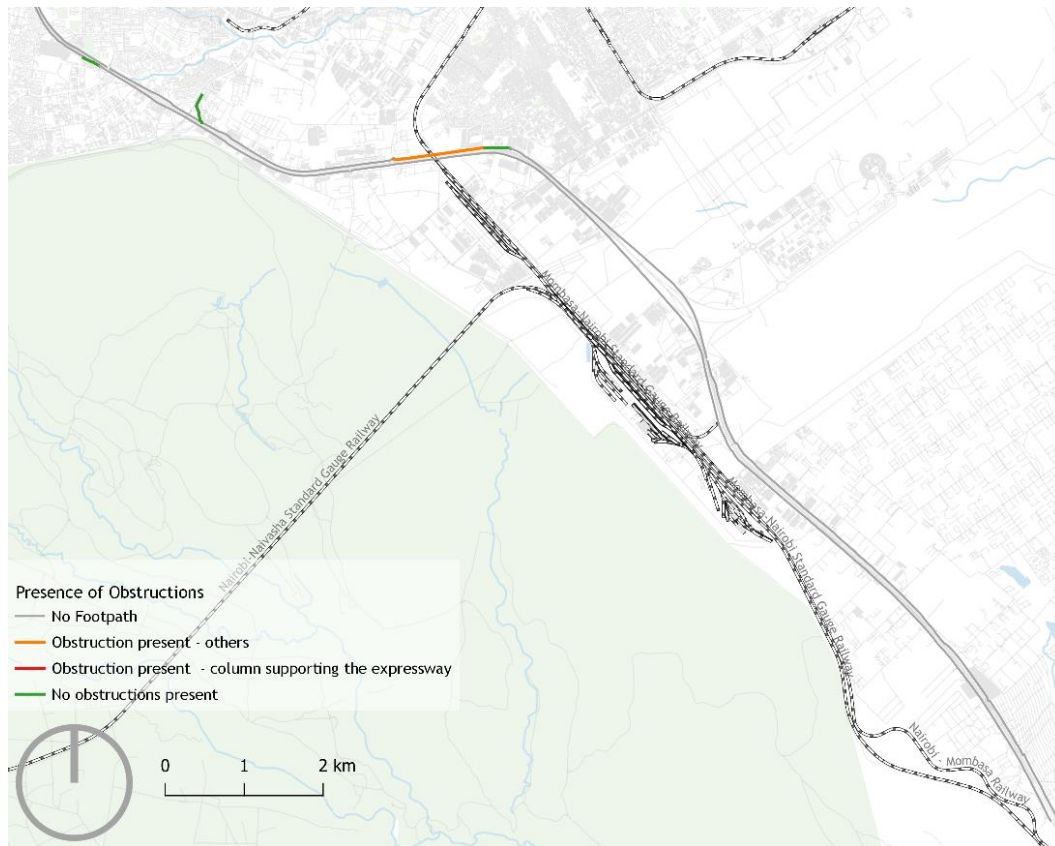 Mombasa-Nairobi Standard Gauge Railway
Nairobi-Naivasha Standard Gauge Railway
Mombasa-Nairobi Standard Gauge Railway
Nairobi - Mombasa Railway
Presence of Obstructions
No Footpath
Obstruction present - others
Obstruction present - column supporting the expressway
No obstructions present
0 1 2 km